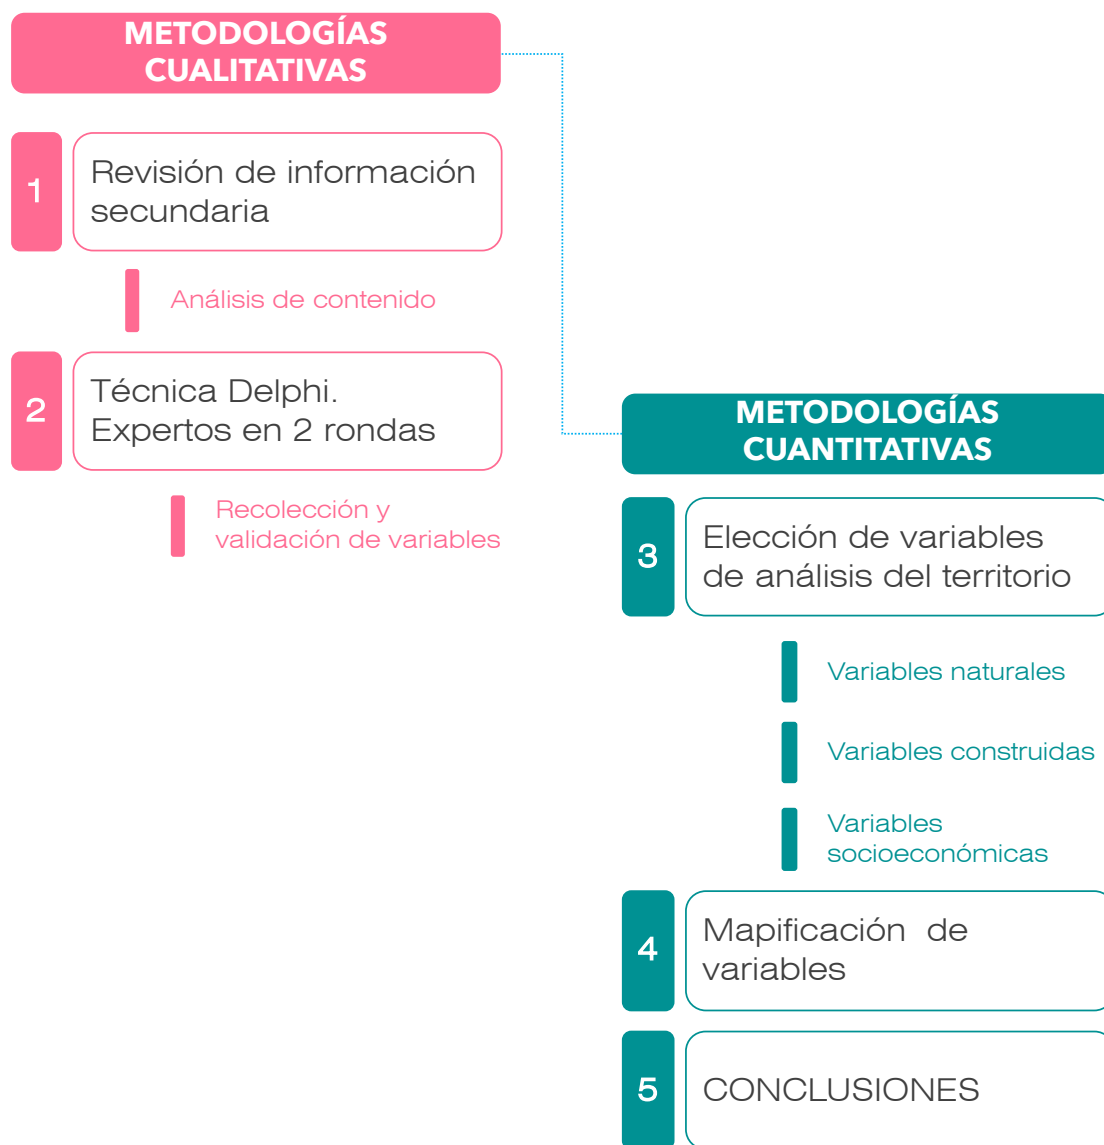 METODOLOGÍAS
CUALITATIVAS
1
Revisión de información
secundaria
Análisis de contenido
2
Técnica Delphi.
Expertos en 2 rondas
Recolección y
validación de variables
METODOLOGÍAS
CUANTITATIVAS
3
Elección de variables
de análisis del territorio
Variables naturales
Variables construidas
Variables
socioeconómicas
4
Mapificación de
variables
5
CONCLUSIONES